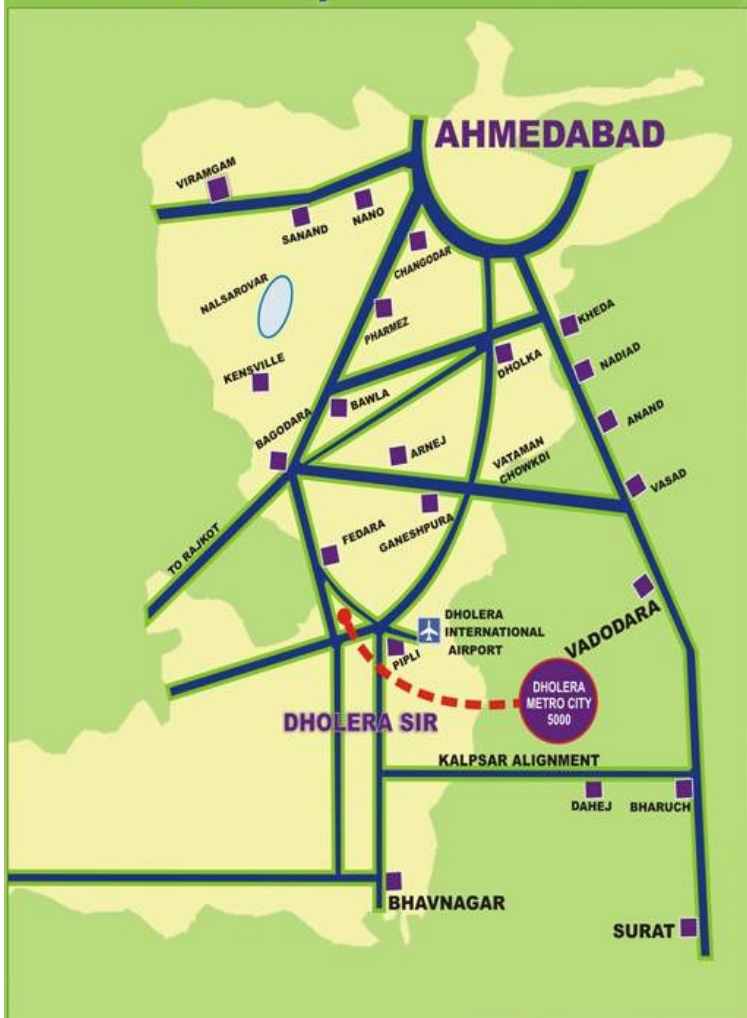 AHMEDABAD
VIRAMGAM
SANAND
NANO
CHANGODAR
NALSAROVAR
PHARMEZ
KHEDA
KENSVILLE
DHOLKA
NADIAD
BAWLA
ANAND
BAGODARA
ARNEJ
VATAMAN
CHOWKDI
VASAD
GANESHPURA
FEDARA
TO RAJKOT
DHOLERA
INTERNATIONAL
AIRPORT
VADODARA
PIPLI
DHOLERA
METRO CITY
5000
DHOLERA SIR
KALPSAR ALIGNMENT
DAHEJ
BHARUCH
BHAVNAGAR
SURAT